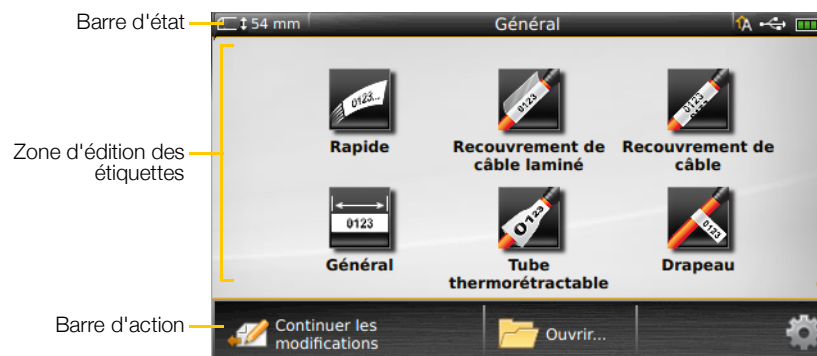 Barre d'état
54 mm
Général
Zone d'édition des
étiquettes
0123...
0123
0123
Rapide
Recouvrement de
câble laminé
Recouvrement de
câble
0123
0123
0123
Général
Tube
thermorétractable
Drapeau
Barre d'action
Continuer les
modifications
Ouvrir...